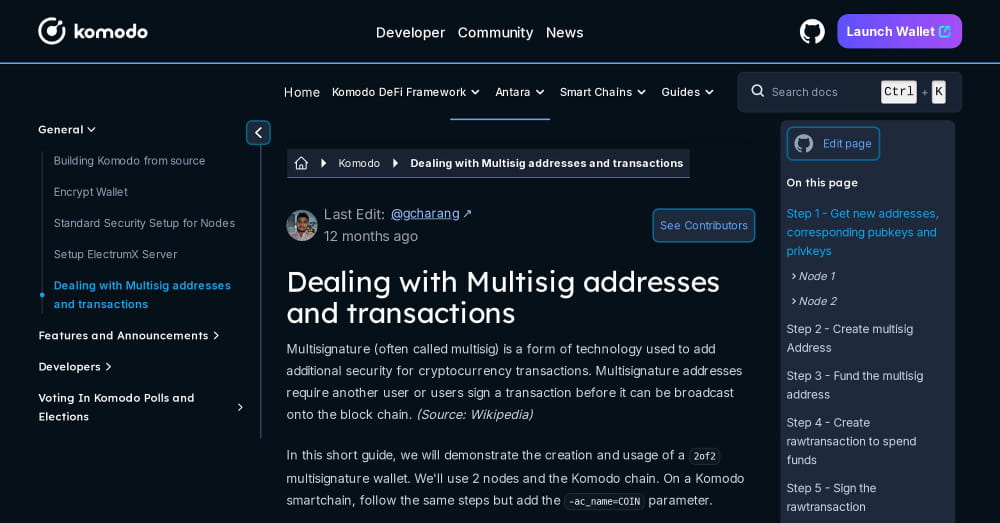 komodo
Developer Community News
Launch Wallet
Home Komodo DeFi Framework Antara Smart Chains Guides
Search docs Ctrl + K
General
Building Komodo from source
Encrypt Wallet
Standard Security Setup for Nodes
Setup ElectrumX Server
Dealing with Multisig addresses
and transactions
Features and Announcements
Developers
Voting In Komodo Polls and
Elections
Komodo Dealing with Multisig addresses and transactions
Last Edit: @gcharang ↗
12 months ago
See Contributors
Dealing with Multisig addresses
and transactions
Multisignature (often called multisig) is a form of technology used to add
additional security for cryptocurrency transactions. Multisignature addresses
require another user or users sign a transaction before it can be broadcast
onto the block chain. (Source: Wikipedia)
In this short guide, we will demonstrate the creation and usage of a 2of2
multisignature wallet. We'll use 2 nodes and the Komodo chain. On a Komodo
smartchain, follow the same steps but add the -ac_name=COIN parameter.
Edit page
On this page
Step 1 - Get new addresses,
corresponding pubkeys and
privkeys
Node 1
Node 2
Step 2 - Create multisig
Address
Step 3 - Fund the multisig
address
Step 4 - Create
rawtransaction to spend
funds
Step 5 - Sign the
rawtransaction